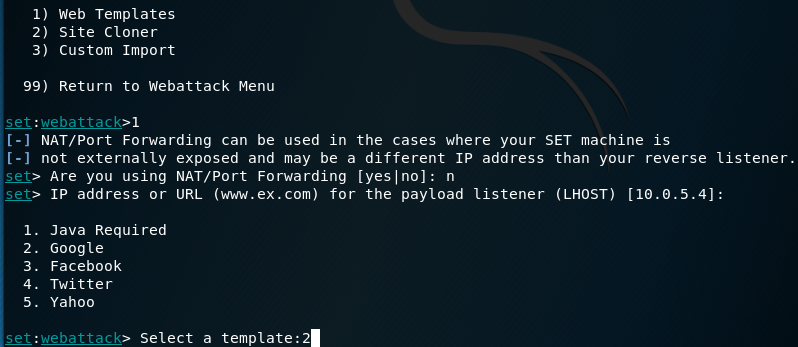 1) Web Templates
2) Site Cloner
3) Custom Import
99) Return to Webattack Menu
set:webattack>1
[-] NAT/Port Forwarding can be used in the cases where your SET machine is
[-] not externally exposed and may be a different IP address than your reverse listener.
set> Are you using NAT/Port Forwarding [yes|no]: n
set> IP address or URL (www.ex.com) for the payload listener (LHOST) [10.0.5.4]:
1. Java Required
2. Google
3. Facebook
4. Twitter
5. Yahoo
set:webattack> Select a template:2